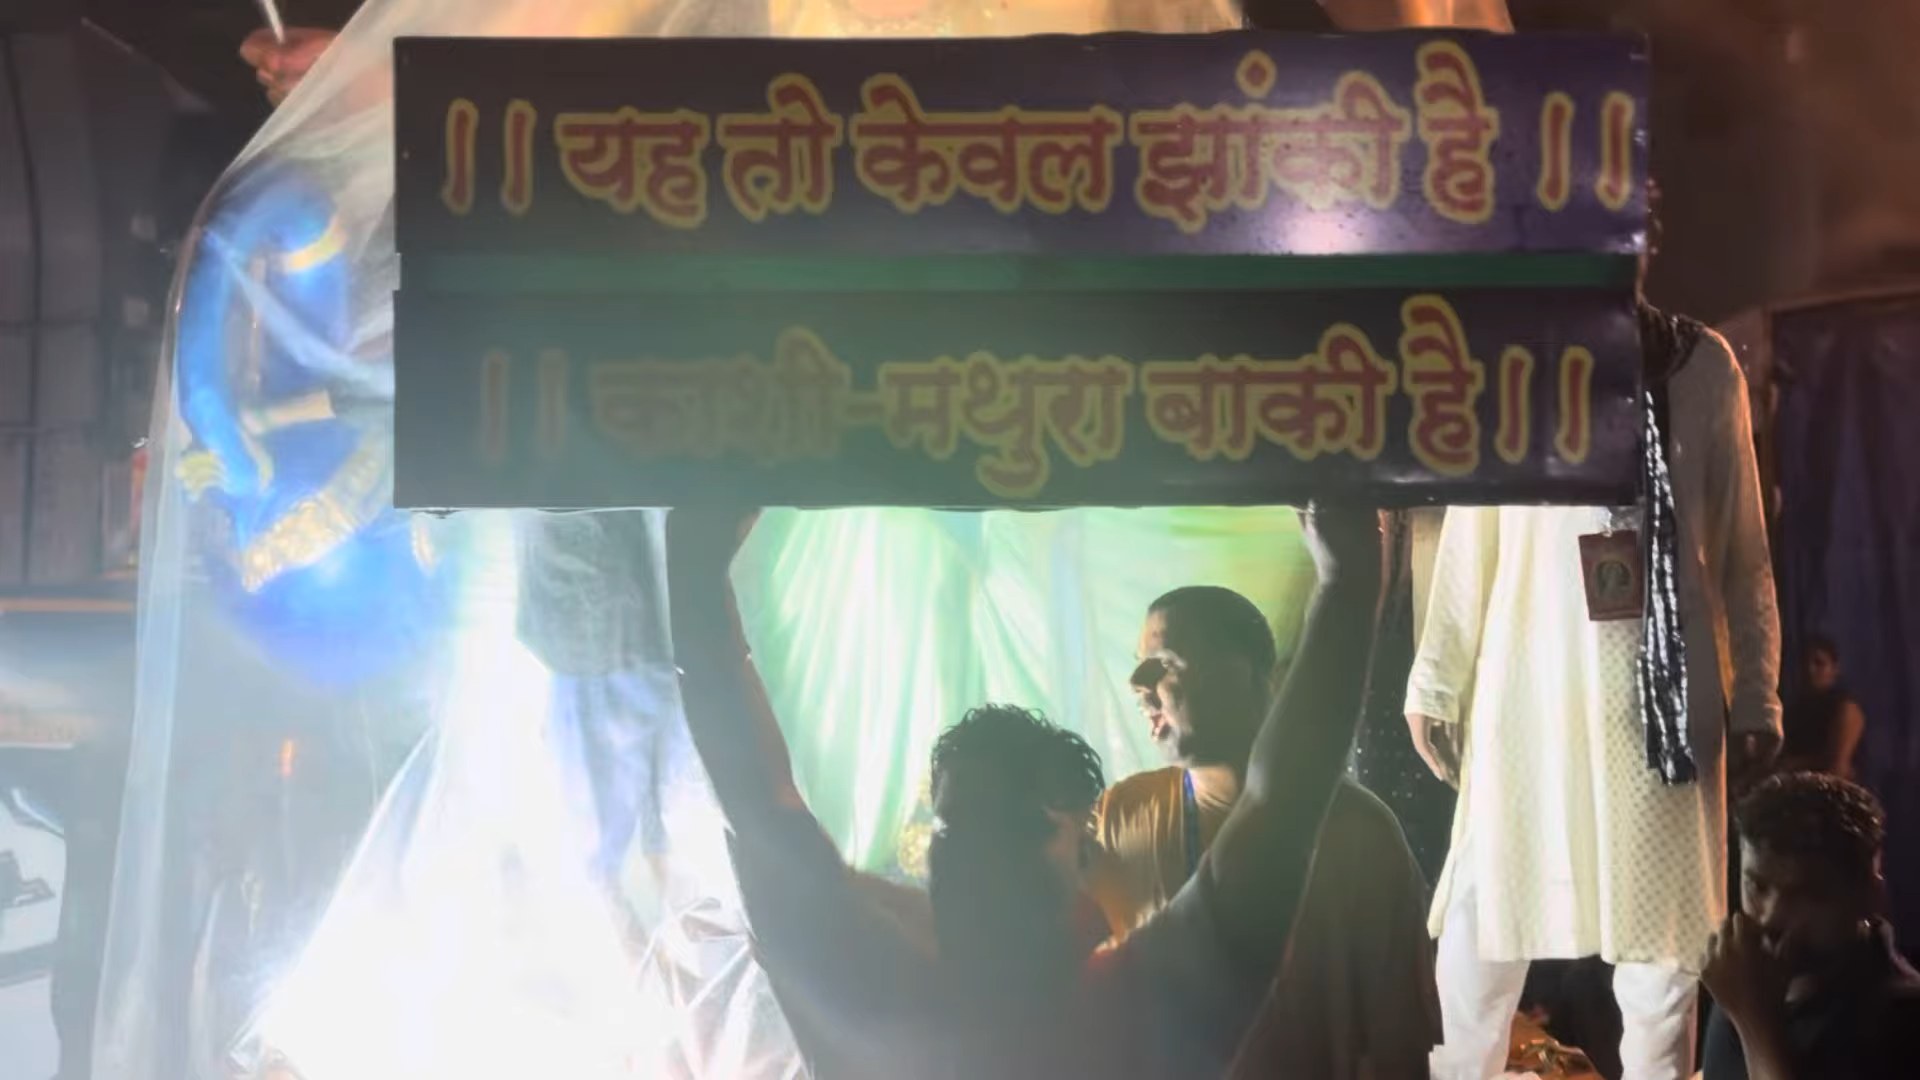 ।। यह तो केवल झांकी है ।।
।। काशी-मथुरा बाकी है।।